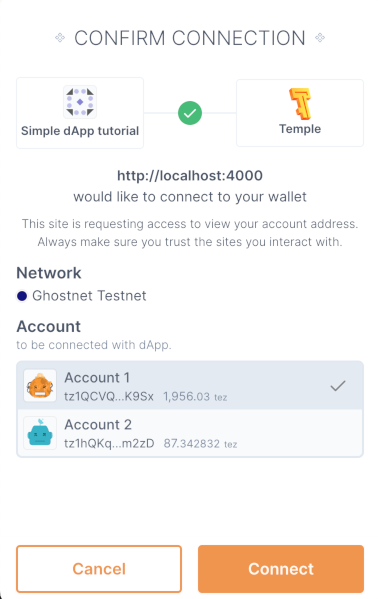 CONFIRM CONNECTION
Simple dApp tutorial
Temple
http://localhost:4000
would like to connect to your wallet
This site is requesting access to view your account address.
Always make sure you trust the sites you interact with.
Network
Ghostnet Testnet
Account
to be connected with dApp.
Account 1
tz1QCVQ...K9Sx 1,956.03 tez
Account 2
tz1hQKq...m2zD 87.342832 tez
Cancel
Connect